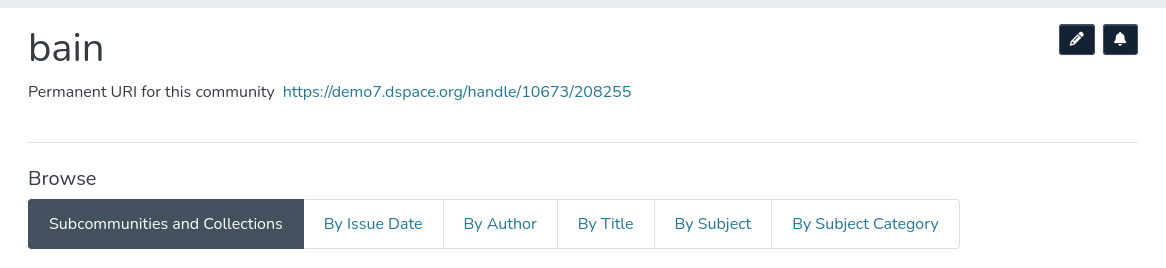 bain
Permanent URI for this community https://demo7.dspace.org/handle/10673/208255
Browse
Subcommunities and Collections By Issue Date By Author By Title By Subject By Subject Category